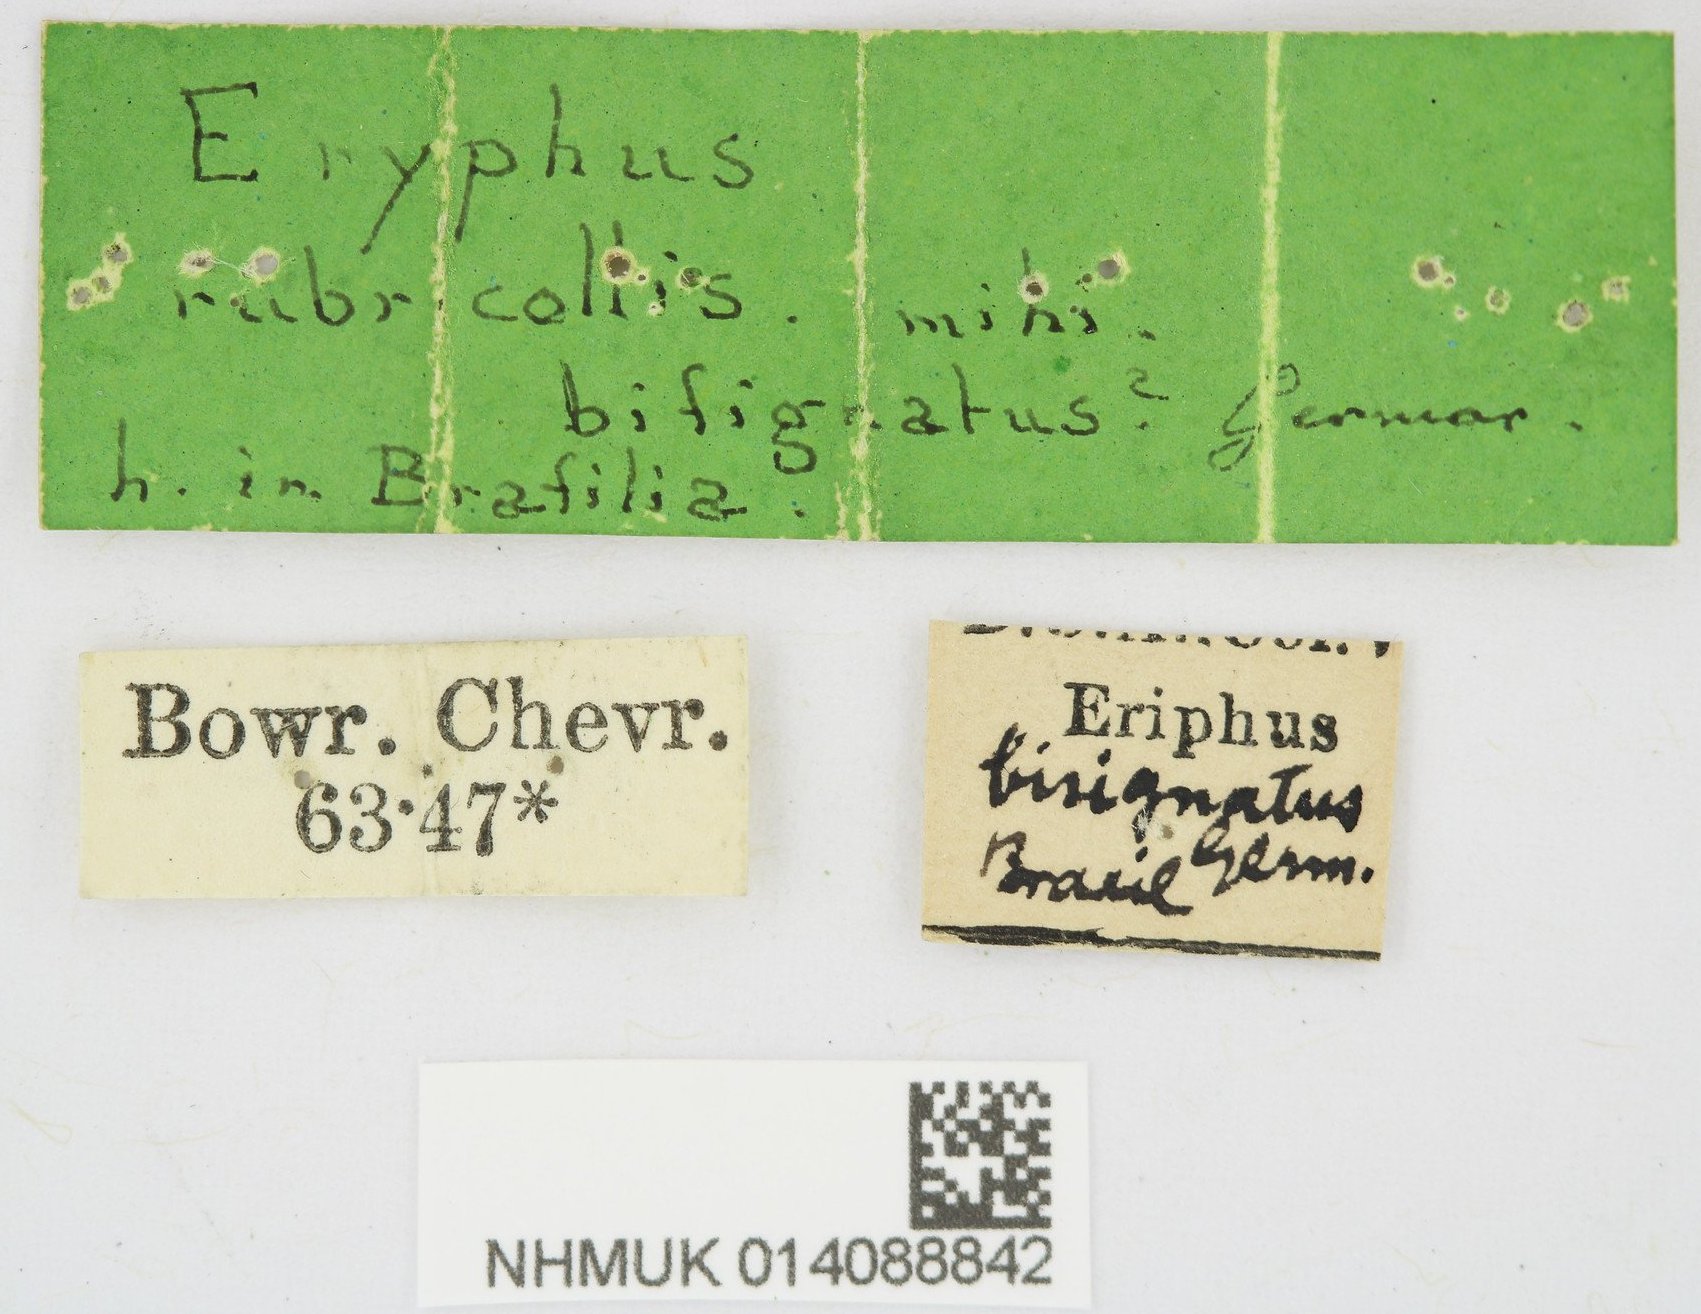 Eryphus
rubricollis. mihi.
bisignatus? Germar.
h. in Brasilia.
Bowr. Chevr.
63·47*
Eriphus
bisignatus
Germ.
Brazil
NHMUK 014088842